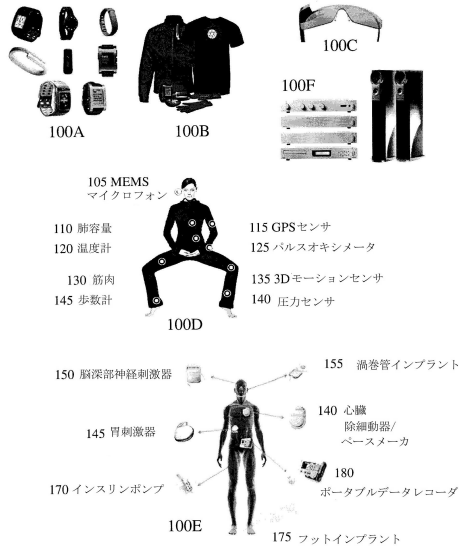 100A
100B
100C
100F
105 MEMS
マイクロフォン
110 肺容量
115 GPSセンサ
120 温度計
125 パルスオキシメータ
130 筋肉
135 3Dモーションセンサ
145 歩数計
140 圧力センサ
100D
150 脳深部神経刺激器
155 渦巻管インプラント
145 胃刺激器
140 心臓
除細動器/
ペースメーカ
170 インスリンポンプ
180
ポータブルデータレコーダ
100E
175 フットインプラント